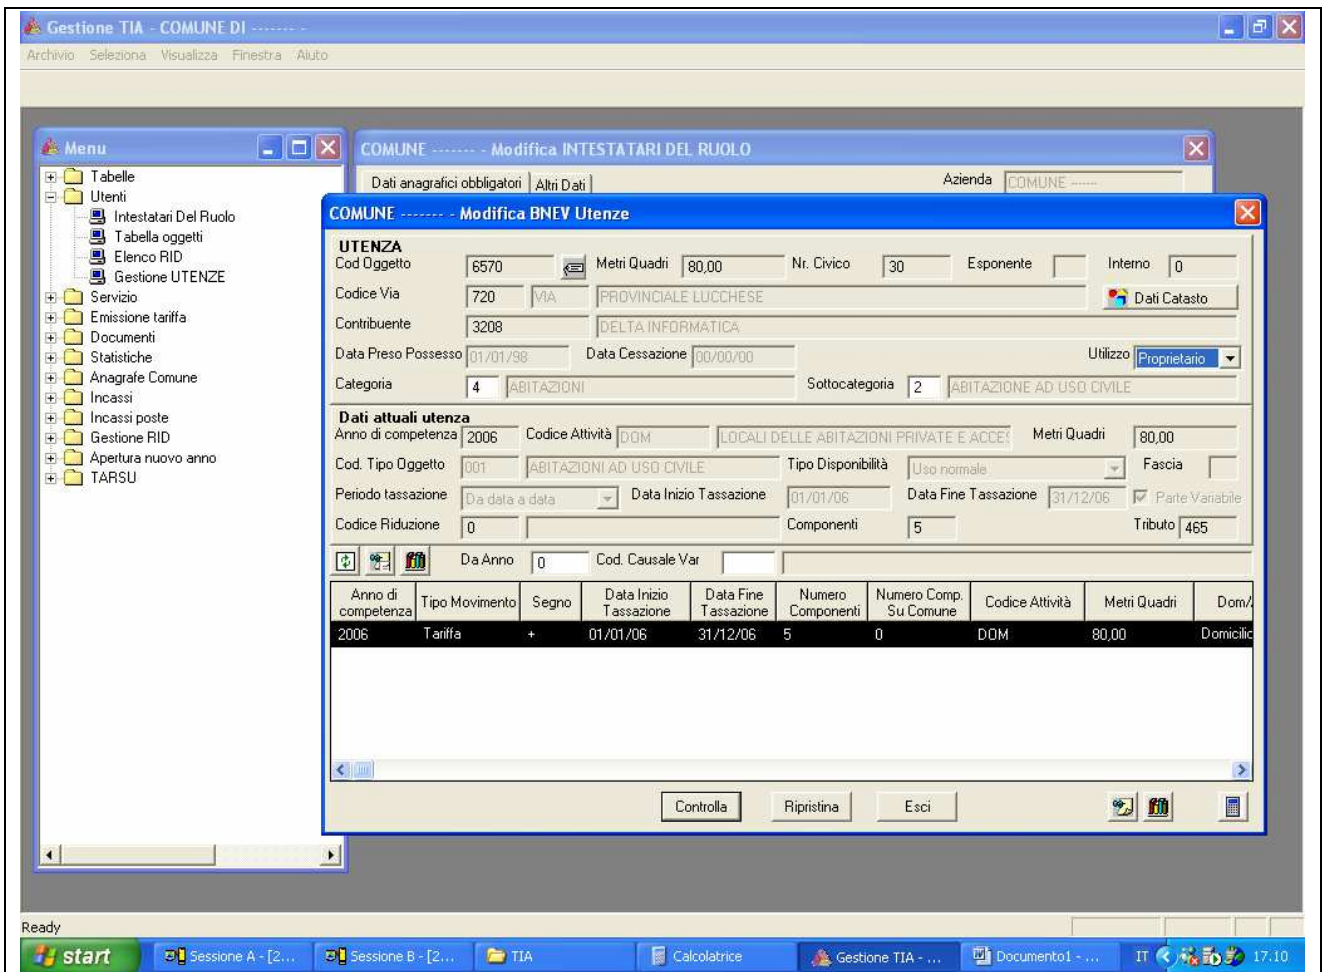 Gestione TIA - COMUNE DI ------- -
Archivio Seleziona Visualizza Finestra Aiuto
Menu
Tabelle
Utenti
Intestatari Del Ruolo
Tabella oggetti
Elenco RID
Gestione UTENZE
Servizio
Emissione tariffa
Documenti
Statistiche
Anagrafe Comune
Incassi
Incassi poste
Gestione RID
Apertura nuovo anno
TARSU
COMUNE ------- - Modifica INTESTATARI DEL RUOLO
Dati anagrafici obbligatori Altri Dati Azienda COMUNE ------
COMUNE ------- - Modifica BNEV Utenze
UTENZA
Cod Oggetto 6570 Metri Quadri 80,00 Nr. Civico 30 Esponente Interno 0
Codice Via 720 VIA PROVINCIALE LUCCHESE Dati Catasto
Contribuente 3208 DELTA INFORMATICA
Data Preso Possesso 01/01/98 Data Cessazione 00/00/00 Utilizzo Proprietario
Categoria 4 ABITAZIONI Sottocategoria 2 ABITAZIONE AD USO CIVILE
Dati attuali utenza
Anno di competenza 2006 Codice Attività DOM LOCALI DELLE ABITAZIONI PRIVATE E ACCES Metri Quadri 80,00
Cod. Tipo Oggetto 001 ABITAZIONI AD USO CIVILE Tipo Disponibilità Uso normale Fascia
Periodo tassazione Da data a data Data Inizio Tassazione 01/01/06 Data Fine Tassazione 31/12/06 Parte Variabile
Codice Riduzione 0 Componenti 5 Tributo 465
Da Anno 0 Cod. Causale Var
Anno di competenza Tipo Movimento Segno Data Inizio Tassazione Data Fine Tassazione Numero Componenti Numero Comp. Su Comune Codice Attività Metri Quadri Dom/
2006 Tariffa + 01/01/06 31/12/06 5 0 DOM 80,00 Domicilic
Controlla Ripristina Esci
Ready
start Sessione A - [2... Sessione B - [2... TIA Calcolatrice Gestione TIA - ... Documento1 - ... IT 17.10